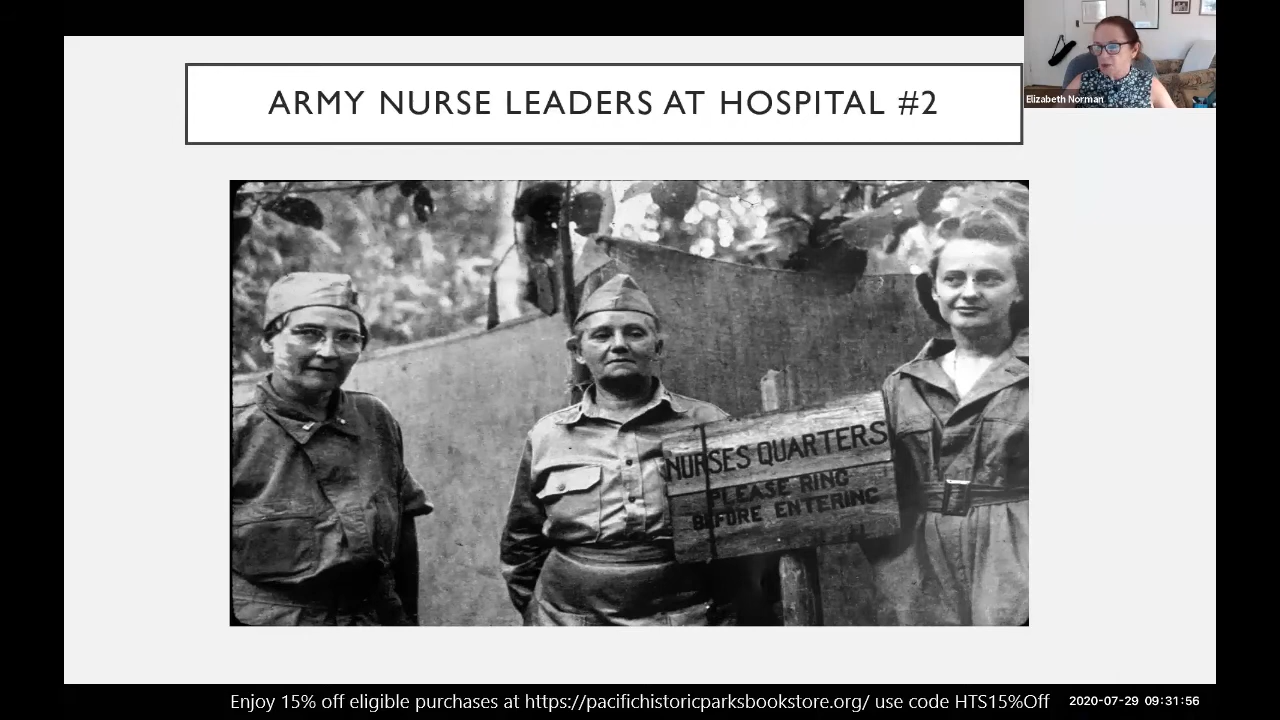 ARMY NURSE LEADERS AT HOSPITAL #2
Elizabeth Norman
NURSES QUARTERS
PLEASE RING
BEFORE ENTERING
Enjoy 15% off eligible purchases at https://pacifichistoricparksbookstore.org/ use code HTS15%Off
2020-07-29 09:31:56